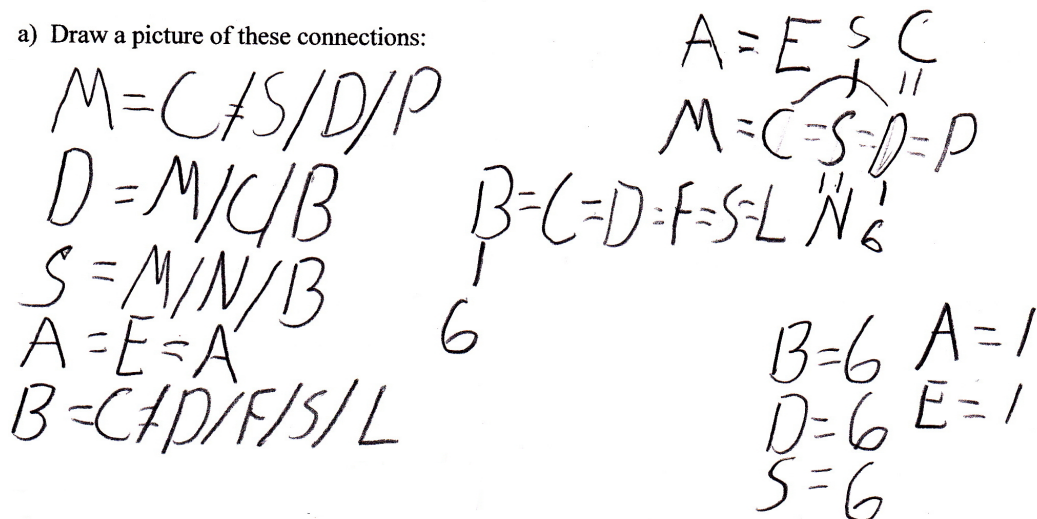 a) Draw a picture of these connections:
M=C≠S/D/P
D=M/C/B
S=M/N/B
A=E=A
B=C≠D/F/S/L
A=E S C
M=C=S=D=P
B=C=D=F=S=L N 6
6
B=6 A=1
D=6 E=1
S=6